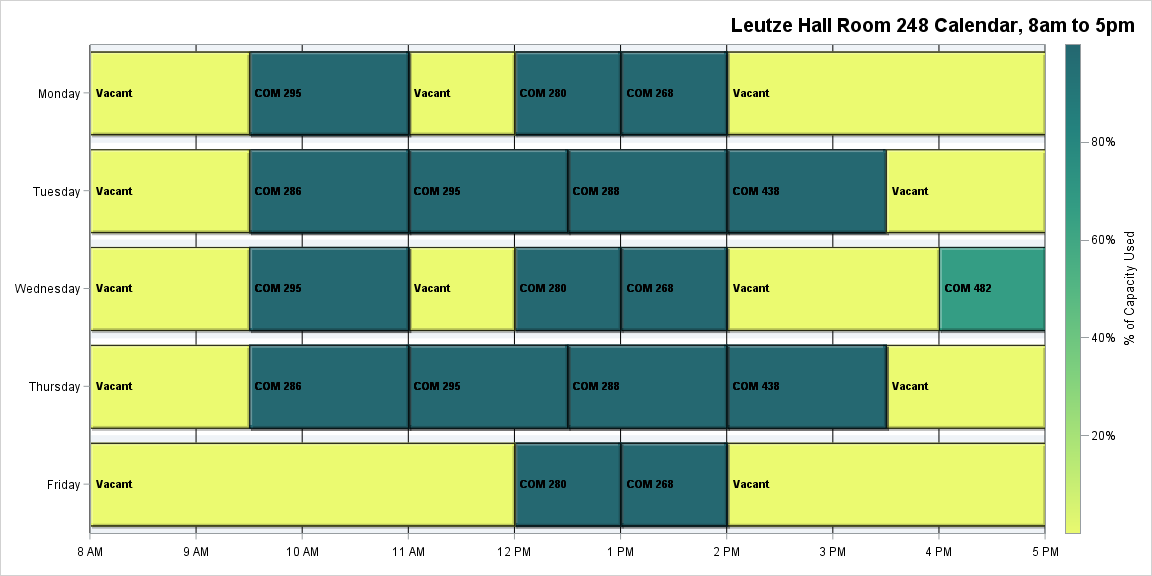 Leutze Hall Room 248 Calendar, 8am to 5pm
Monday
Vacant
COM 295
Vacant
COM 280
COM 268
Vacant
Tuesday
Vacant
COM 286
COM 295
COM 288
COM 438
Vacant
Wednesday
Vacant
COM 295
Vacant
COM 280
COM 268
Vacant
COM 482
Thursday
Vacant
COM 286
COM 295
COM 288
COM 438
Vacant
Friday
Vacant
COM 280
COM 268
Vacant
8 AM
9 AM
10 AM
11 AM
12 PM
1 PM
2 PM
3 PM
4 PM
5 PM
80%
60%
40%
20%
% of Capacity Used